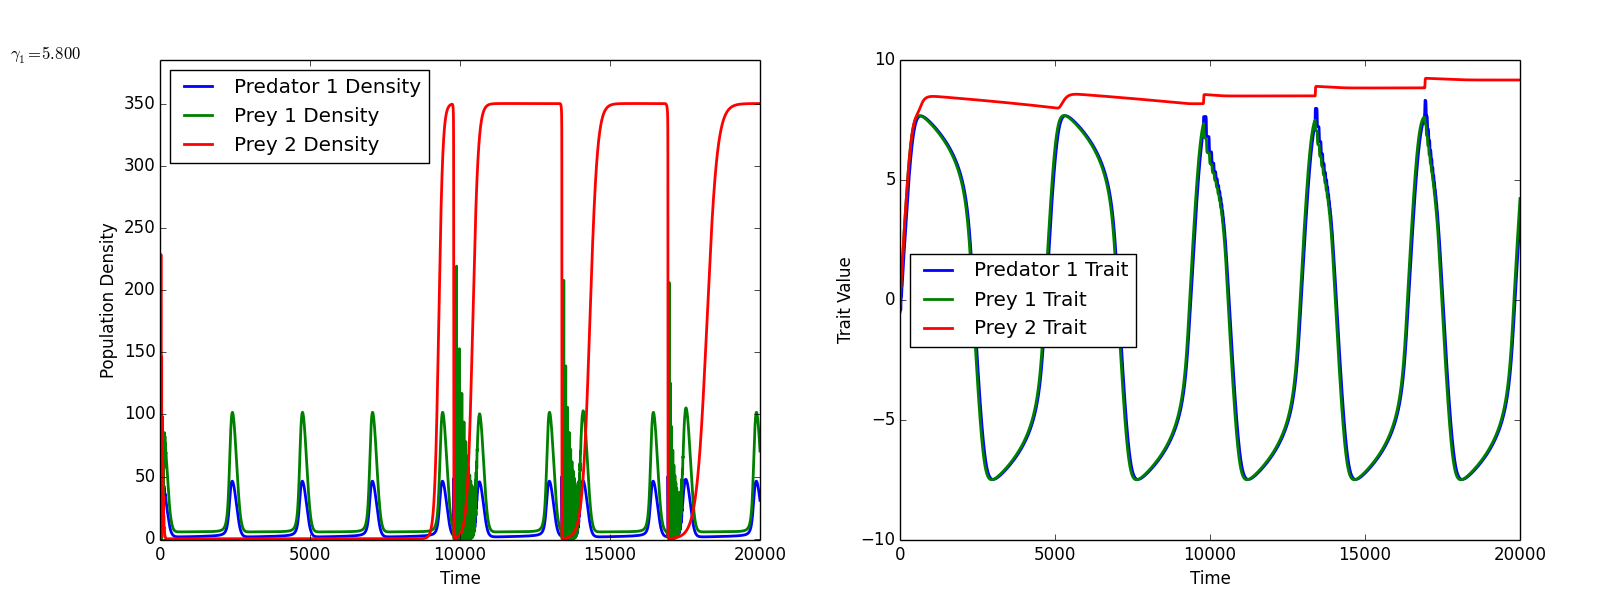 γ₁=5.800
Predator 1 Density
Prey 1 Density
Prey 2 Density
350
300
250
200
150
100
50
0
Population Density
0 5000 10000 15000 20000
Time
Predator 1 Trait
Prey 1 Trait
Prey 2 Trait
10
5
0
−5
−10
Trait Value
0 5000 10000 15000 20000
Time